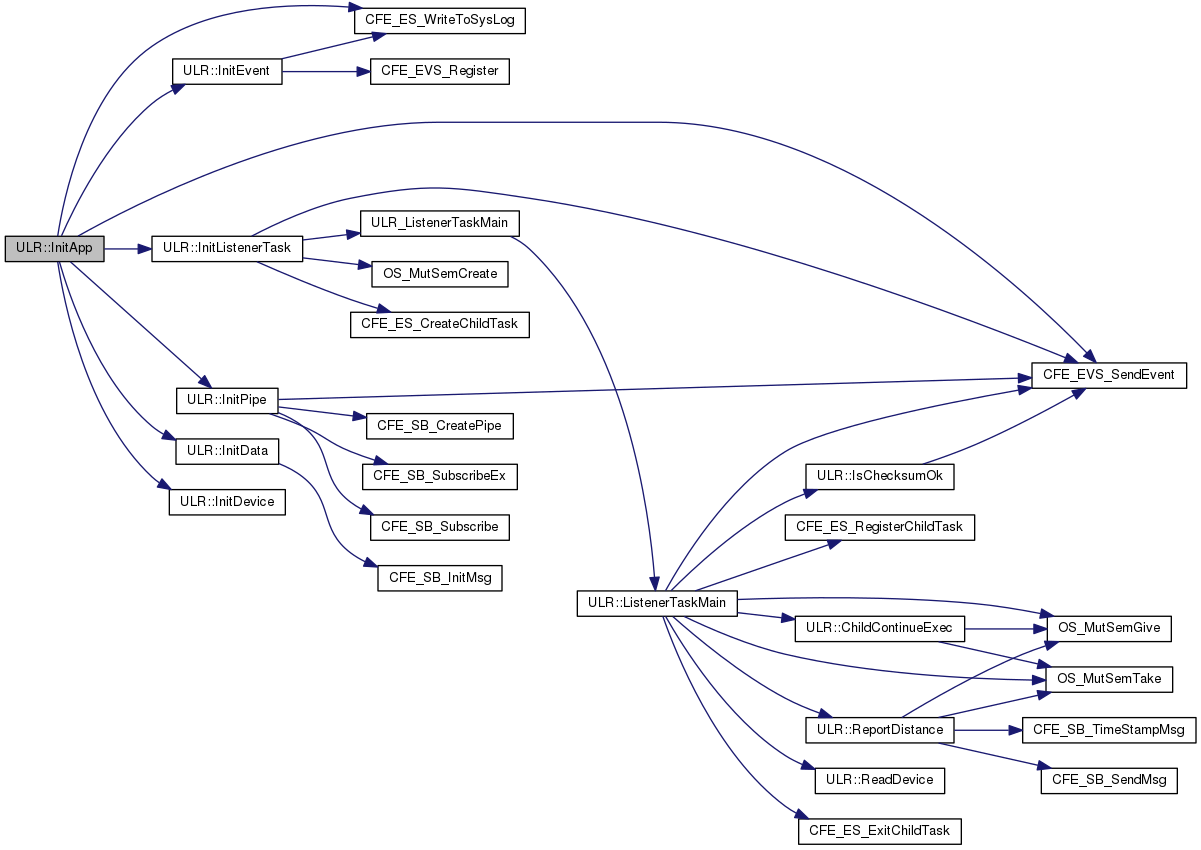 CFE_ES_WriteToSysLog
ULR::InitEvent
CFE_EVS_Register
ULR::InitApp
ULR::InitListenerTask
ULR_ListenerTaskMain
OS_MutSemCreate
CFE_ES_CreateChildTask
CFE_EVS_SendEvent
ULR::InitPipe
CFE_SB_CreatePipe
ULR::InitData
CFE_SB_SubscribeEx
ULR::IsChecksumOk
ULR::InitDevice
CFE_SB_Subscribe
CFE_ES_RegisterChildTask
CFE_SB_InitMsg
ULR::ListenerTaskMain
ULR::ChildContinueExec
OS_MutSemGive
OS_MutSemTake
ULR::ReportDistance
CFE_SB_TimeStampMsg
ULR::ReadDevice
CFE_SB_SendMsg
CFE_ES_ExitChildTask